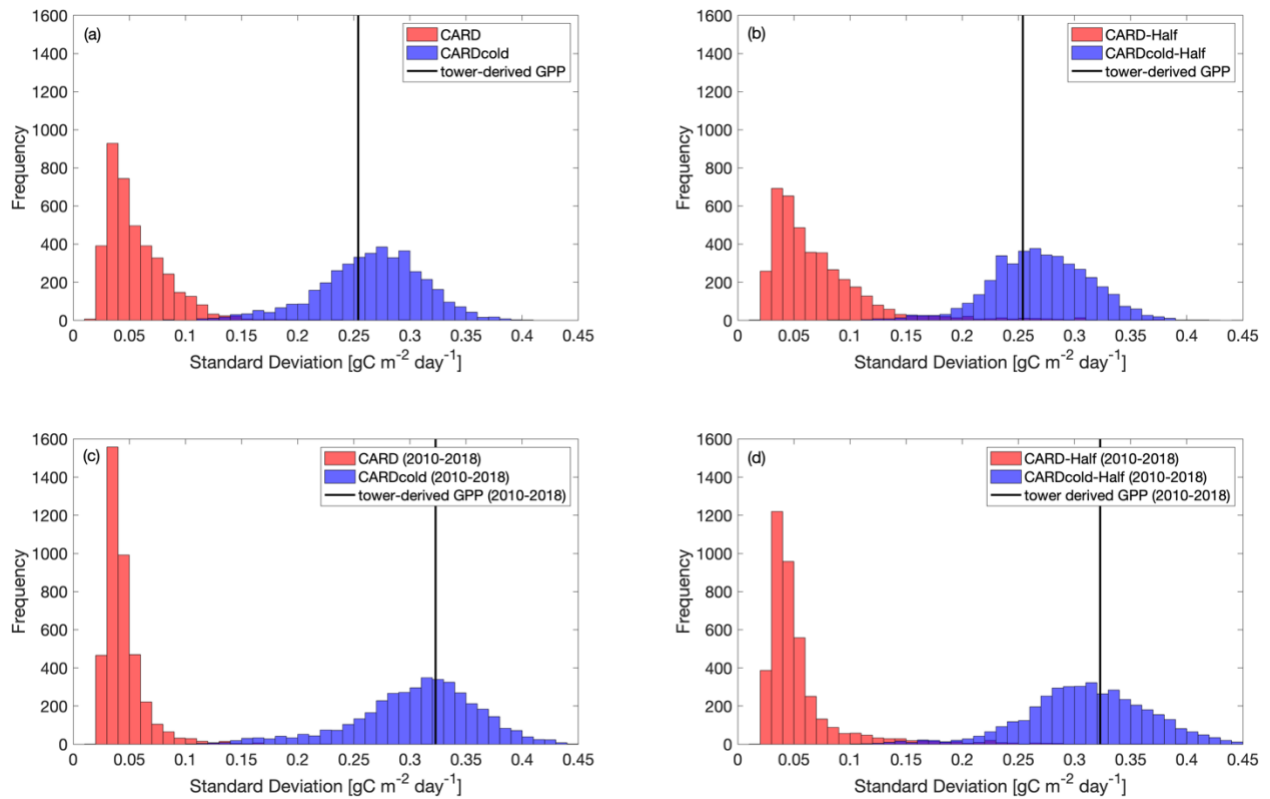 (a)
CARD
CARDcold
tower-derived GPP
1600
1400
1200
1000
800
600
400
200
0
Frequency
0 0.05 0.1 0.15 0.2 0.25 0.3 0.35 0.4 0.45
Standard Deviation [gC m⁻² day⁻¹]
(b)
CARD-Half
CARDcold-Half
tower-derived GPP
1600
1400
1200
1000
800
600
400
200
0
Frequency
0 0.05 0.1 0.15 0.2 0.25 0.3 0.35 0.4 0.45
Standard Deviation [gC m⁻² day⁻¹]
(c)
CARD (2010-2018)
CARDcold (2010-2018)
tower-derived GPP (2010-2018)
1600
1400
1200
1000
800
600
400
200
0
Frequency
0 0.05 0.1 0.15 0.2 0.25 0.3 0.35 0.4 0.45
Standard Deviation [gC m⁻² day⁻¹]
(d)
CARD-Half (2010-2018)
CARDcold-Half (2010-2018)
tower derived GPP (2010-2018)
1600
1400
1200
1000
800
600
400
200
0
Frequency
0 0.05 0.1 0.15 0.2 0.25 0.3 0.35 0.4 0.45
Standard Deviation [gC m⁻² day⁻¹]